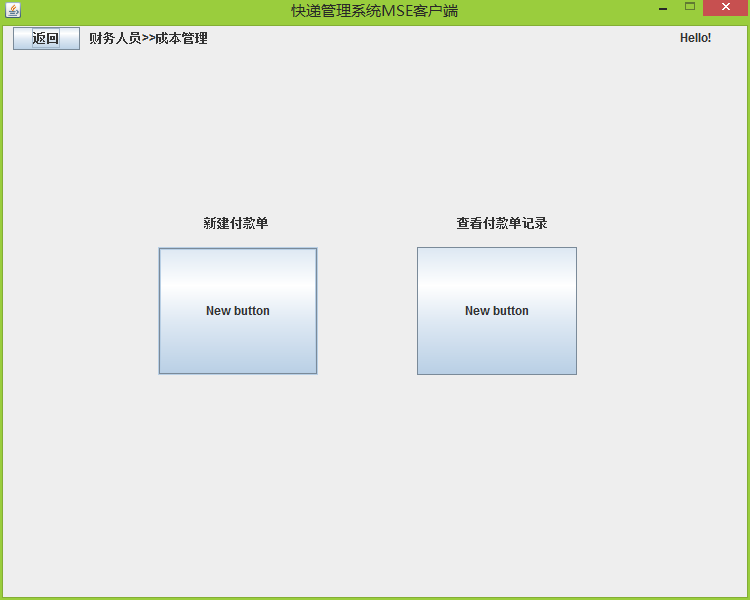 快递管理系统MSE客户端
返回 财务人员>>成本管理 Hello!
新建付款单 查看付款单记录
New button New button